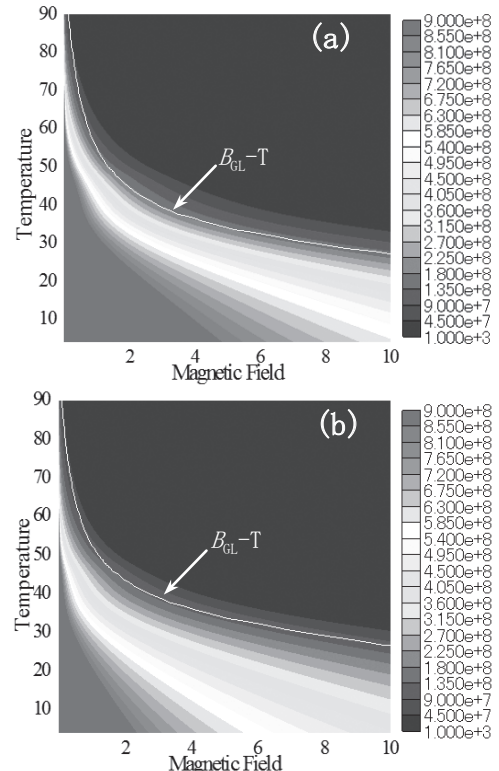 90
80
70
60
50
40
30
20
10
Temperature
(a)
B_GL-T
2
4
6
8
10
Magnetic Field
9.000e+8
8.550e+8
8.100e+8
7.650e+8
7.200e+8
6.750e+8
6.300e+8
5.850e+8
5.400e+8
4.950e+8
4.500e+8
4.050e+8
3.600e+8
3.150e+8
2.700e+8
2.250e+8
1.800e+8
1.350e+8
9.000e+7
4.500e+7
1.000e+3
90
80
70
60
50
40
30
20
10
Temperature
(b)
B_GL-T
2
4
6
8
10
Magnetic Field
9.000e+8
8.550e+8
8.100e+8
7.650e+8
7.200e+8
6.750e+8
6.300e+8
5.850e+8
5.400e+8
4.950e+8
4.500e+8
4.050e+8
3.600e+8
3.150e+8
2.700e+8
2.250e+8
1.800e+8
1.350e+8
9.000e+7
4.500e+7
1.000e+3